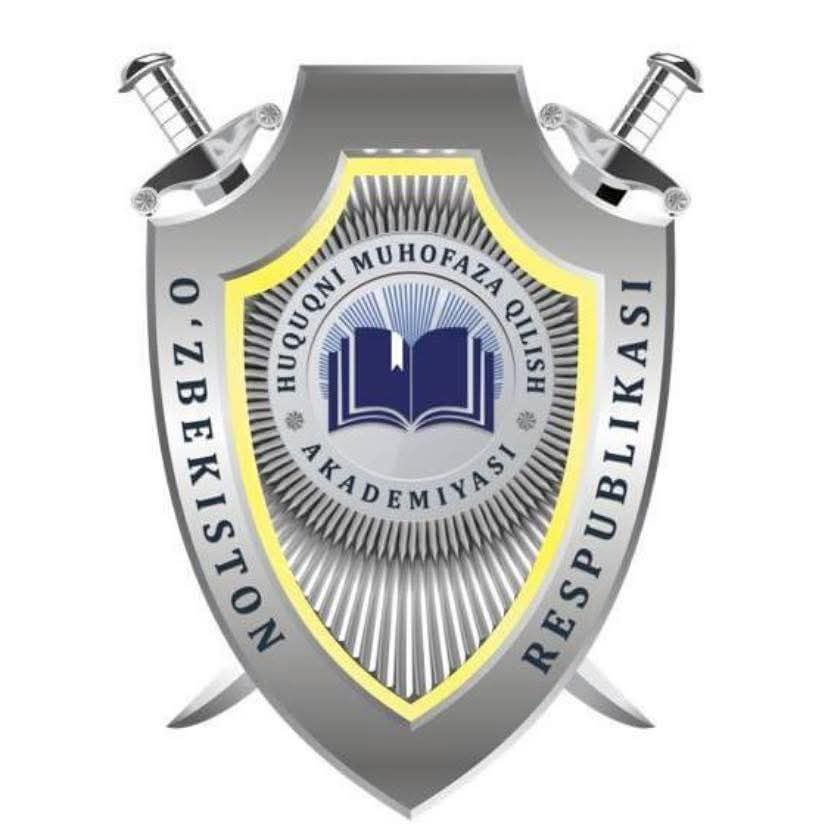 O‘ZBEKISTON
RESPUBLIKASI
HUQUQNI MUHOFAZA QILISH
AKADEMIYASI